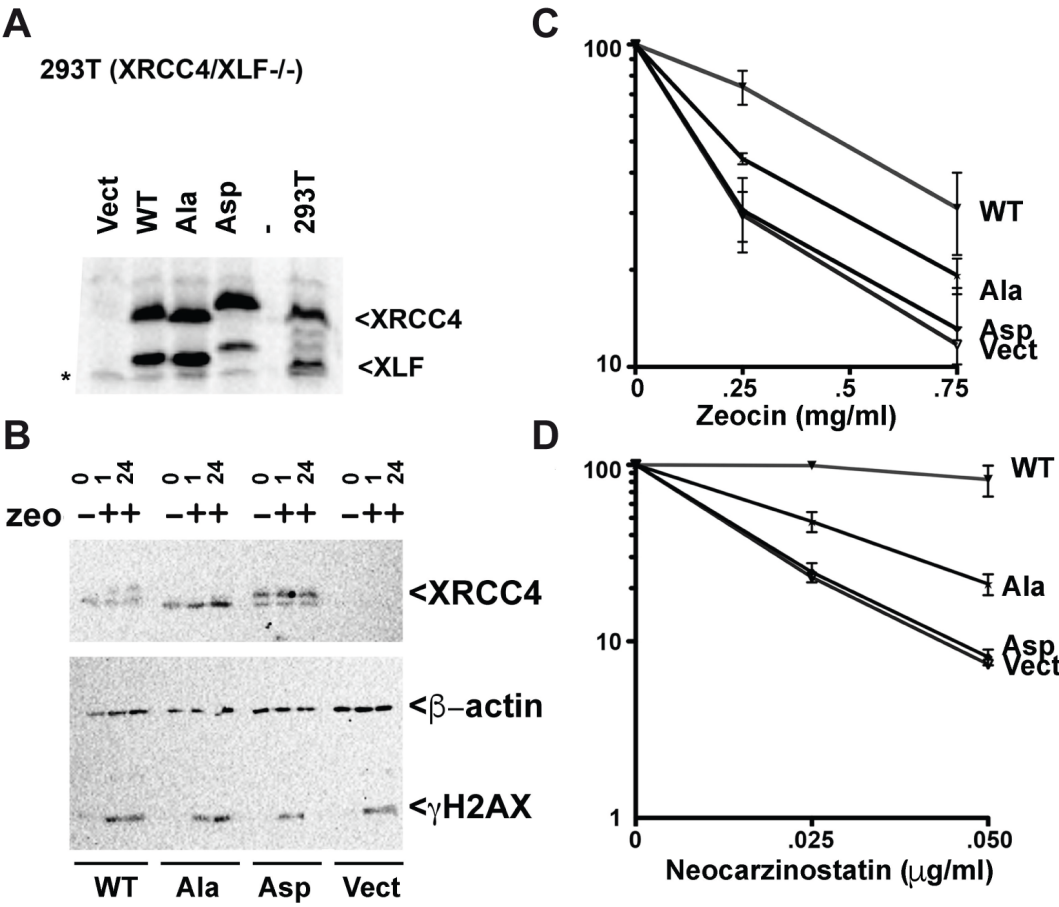 A
293T (XRCC4/XLF-/-)
Vect WT Ala Asp - 293T
<XRCC4
<XLF
*
B
0 1 24 0 1 24 0 1 24 0 1 24
zeo –++ –++ –++ –++
<XRCC4
<β–actin
<γH2AX
WT Ala Asp Vect
C
100
10
WT
Ala
Asp
Vect
0 .25 .5 .75
Zeocin (mg/ml)
D
100
10
1
WT
Ala
Asp
Vect
0 .025 .050
Neocarzinostatin (μg/ml)